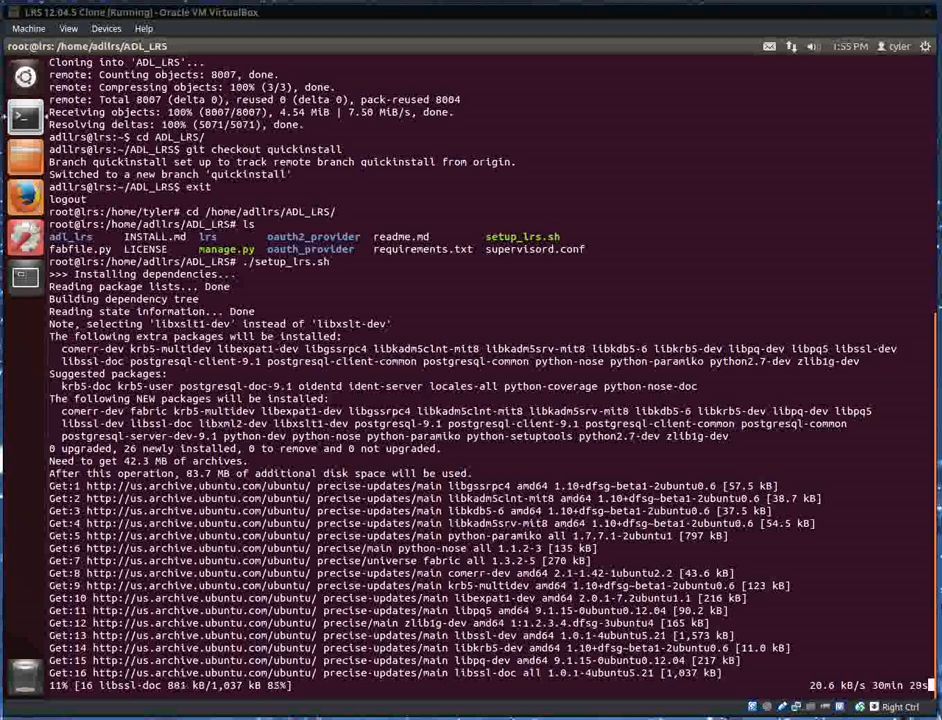 LRS 12.04.5 Clone [Running] - Oracle VM VirtualBox
Machine View Devices Help
root@lrs: /home/adllrs/ADL_LRS 1:55 PM tyler
Cloning into 'ADL_LRS'...
remote: Counting objects: 8007, done.
remote: Compressing objects: 100% (3/3), done.
remote: Total 8007 (delta 0), reused 0 (delta 0), pack-reused 8004
Receiving objects: 100% (8007/8007), 4.54 MiB | 7.50 MiB/s, done.
Resolving deltas: 100% (5071/5071), done.
adllrs@lrs:~$ cd ADL_LRS/
adllrs@lrs:~/ADL_LRS$ git checkout quickinstall
Branch quickinstall set up to track remote branch quickinstall from origin.
Switched to a new branch 'quickinstall'
adllrs@lrs:~/ADL_LRS$ exit
logout
root@lrs:/home/tyler# cd /home/adllrs/ADL_LRS/
root@lrs:/home/adllrs/ADL_LRS# ls
adl_lrs INSTALL.md lrs oauth2_provider readme.md setup_lrs.sh
fabfile.py LICENSE manage.py oauth_provider requirements.txt supervisord.conf
root@lrs:/home/adllrs/ADL_LRS# ./setup_lrs.sh
>>> Installing dependencies...
Reading package lists... Done
Building dependency tree
Reading state information... Done
Note, selecting 'libxslt1-dev' instead of 'libxslt-dev'
The following extra packages will be installed:
comerr-dev krb5-multidev libexpat1-dev libgssrpc4 libkadm5clnt-mit8 libkadm5srv-mit8 libkdb5-6 libkrb5-dev libpq-dev libpq5 libssl-dev
libssl-doc postgresql-client-9.1 postgresql-client-common postgresql-common python-nose python-paramiko python2.7-dev zlib1g-dev
Suggested packages:
krb5-doc krb5-user postgresql-doc-9.1 oidentd ident-server locales-all python-coverage python-nose-doc
The following NEW packages will be installed:
comerr-dev fabric krb5-multidev libexpat1-dev libgssrpc4 libkadm5clnt-mit8 libkadm5srv-mit8 libkdb5-6 libkrb5-dev libpq-dev libpq5
libssl-dev libssl-doc libxml2-dev libxslt1-dev postgresql-9.1 postgresql-client-9.1 postgresql-client-common postgresql-common
postgresql-server-dev-9.1 python-dev python-nose python-paramiko python-setuptools python2.7-dev zlib1g-dev
0 upgraded, 26 newly installed, 0 to remove and 0 not upgraded.
Need to get 42.3 MB of archives.
After this operation, 83.7 MB of additional disk space will be used.
Get:1 http://us.archive.ubuntu.com/ubuntu/ precise-updates/main libgssrpc4 amd64 1.10+dfsg~beta1-2ubuntu0.6 [57.5 kB]
Get:2 http://us.archive.ubuntu.com/ubuntu/ precise-updates/main libkadm5clnt-mit8 amd64 1.10+dfsg~beta1-2ubuntu0.6 [38.7 kB]
Get:3 http://us.archive.ubuntu.com/ubuntu/ precise-updates/main libkdb5-6 amd64 1.10+dfsg~beta1-2ubuntu0.6 [37.5 kB]
Get:4 http://us.archive.ubuntu.com/ubuntu/ precise-updates/main libkadm5srv-mit8 amd64 1.10+dfsg~beta1-2ubuntu0.6 [54.5 kB]
Get:5 http://us.archive.ubuntu.com/ubuntu/ precise-updates/main python-paramiko all 1.7.7.1-2ubuntu1 [797 kB]
Get:6 http://us.archive.ubuntu.com/ubuntu/ precise/main python-nose all 1.1.2-3 [135 kB]
Get:7 http://us.archive.ubuntu.com/ubuntu/ precise/universe fabric all 1.3.2-5 [270 kB]
Get:8 http://us.archive.ubuntu.com/ubuntu/ precise-updates/main comerr-dev amd64 2.1-1.42-1ubuntu2.2 [43.6 kB]
Get:9 http://us.archive.ubuntu.com/ubuntu/ precise-updates/main krb5-multidev amd64 1.10+dfsg~beta1-2ubuntu0.6 [123 kB]
Get:10 http://us.archive.ubuntu.com/ubuntu/ precise-updates/main libexpat1-dev amd64 2.0.1-7.2ubuntu1.1 [216 kB]
Get:11 http://us.archive.ubuntu.com/ubuntu/ precise-updates/main libpq5 amd64 9.1.15-0ubuntu0.12.04 [90.2 kB]
Get:12 http://us.archive.ubuntu.com/ubuntu/ precise/main zlib1g-dev amd64 1:1.2.3.4.dfsg-3ubuntu4 [165 kB]
Get:13 http://us.archive.ubuntu.com/ubuntu/ precise-updates/main libssl-dev amd64 1.0.1-4ubuntu5.21 [1,573 kB]
Get:14 http://us.archive.ubuntu.com/ubuntu/ precise-updates/main libkrb5-dev amd64 1.10+dfsg~beta1-2ubuntu0.6 [11.0 kB]
Get:15 http://us.archive.ubuntu.com/ubuntu/ precise-updates/main libpq-dev amd64 9.1.15-0ubuntu0.12.04 [217 kB]
Get:16 http://us.archive.ubuntu.com/ubuntu/ precise-updates/main libssl-doc all 1.0.1-4ubuntu5.21 [1,037 kB]
11% [16 libssl-doc 881 kB/1,037 kB 85%] 20.6 kB/s 30min 29s
Right Ctrl